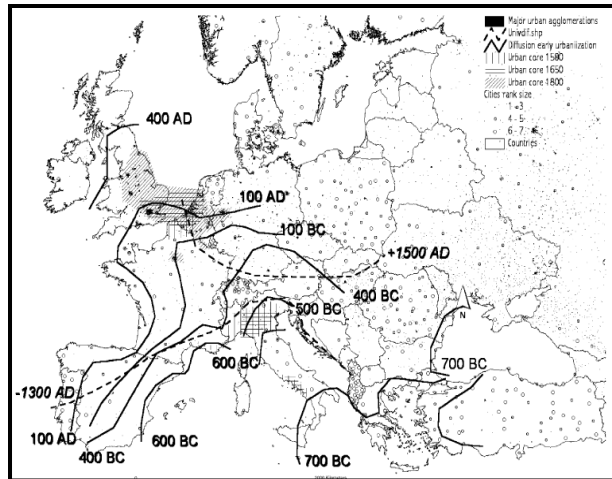 Major urban agglomerations
Univdif.shp
Diffusion early urbanization
Urban core 1580
Urban core 1650
Urban core 1800
Cities rank size
1 - 3
4 - 5
6 - 7
Countries
400 AD
100 AD*
100 BC
+1500 AD
400 BC
500 BC
N
600 BC
700 BC
-1300 AD
100 AD
400 BC
600 BC
700 BC